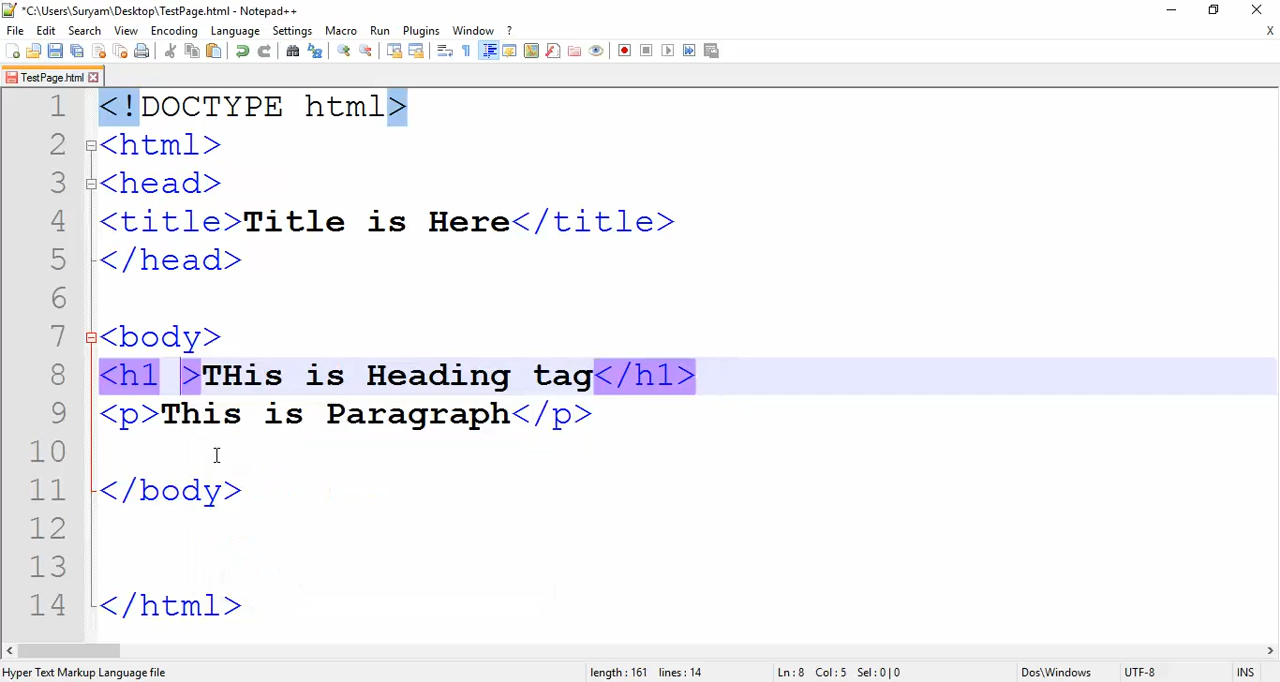 *C:\Users\Suryam\Desktop\TestPage.html - Notepad++
File Edit Search View Encoding Language Settings Macro Run Plugins Window ? X
TestPage.html
1 <!DOCTYPE html>
2 <html>
3 <head>
4 <title>Title is Here</title>
5 </head>
6
7 <body>
8 <h1 >THis is Heading tag</h1>
9 <p>This is Paragraph</p>
10
11 </body>
12
13
14 </html>
Hyper Text Markup Language file length : 161 lines : 14 Ln : 8 Col : 5 Sel : 0 | 0 Dos\Windows UTF-8 INS